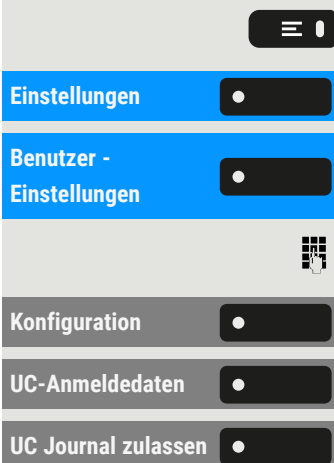 Einstellungen
Benutzer -
Einstellungen
Konfiguration
UC-Anmeldedaten
UC Journal zulassen